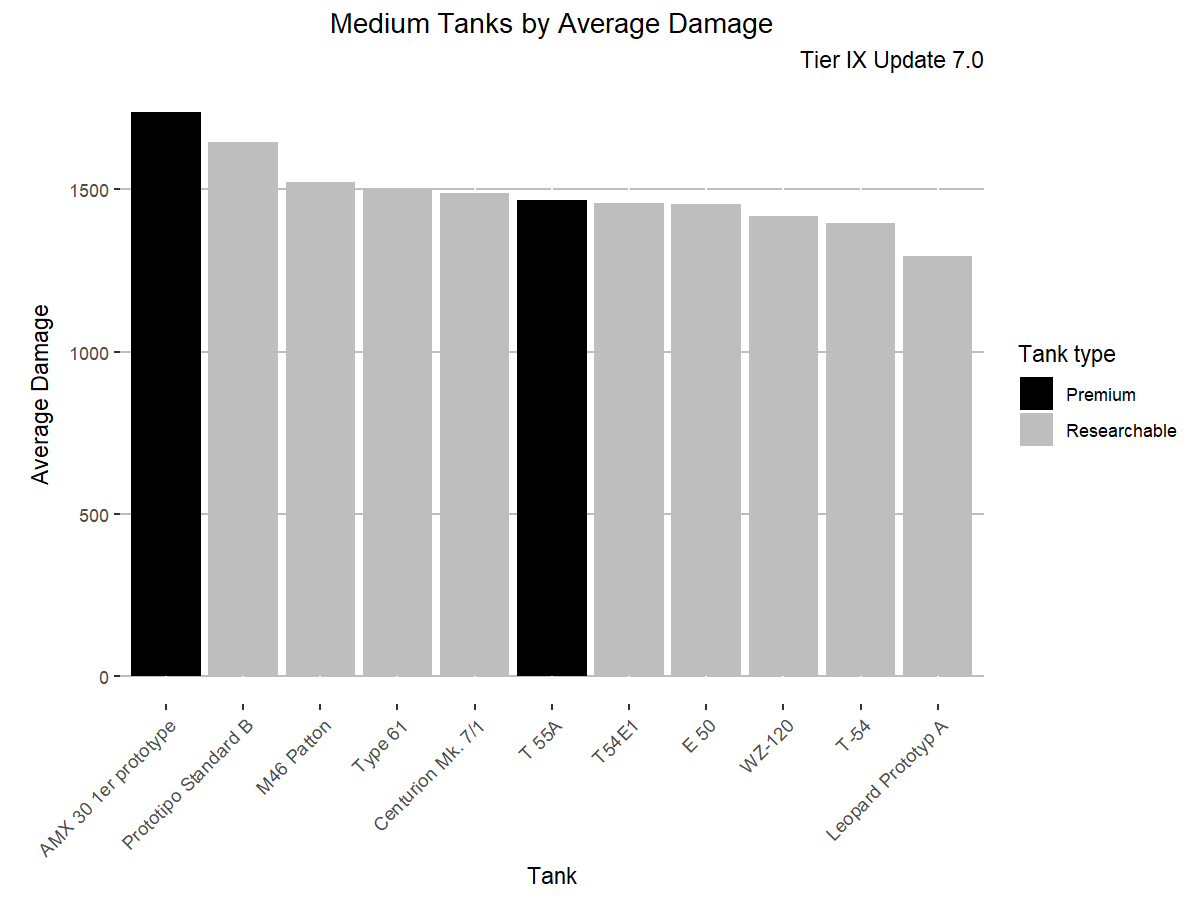 Medium Tanks by Average Damage
Tier IX Update 7.0
Average Damage
1500
1000
500
0
AMX 30 1er prototype
Prototipo Standard B
M46 Patton
Type 61
Centurion Mk. 7/1
T 55A
T54E1
E 50
WZ-120
T-54
Leopard Prototyp A
Tank
Tank type
Premium
Researchable